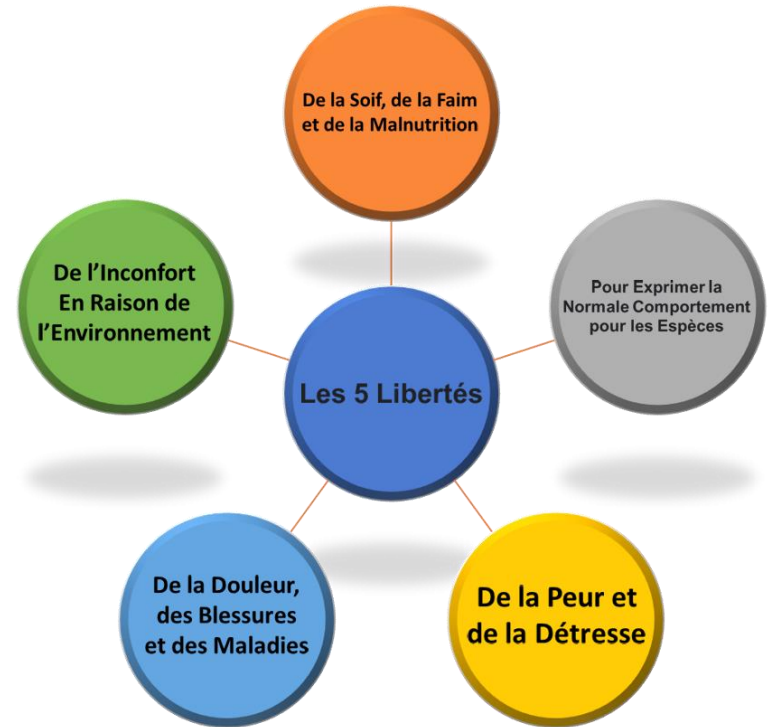 De la Soif, de la Faim
et de la Malnutrition
De l’Inconfort
En Raison de
l’Environnement
Pour Exprimer la
Normale Comportement
pour les Espèces
Les 5 Libertés
De la Douleur,
des Blessures
et des Maladies
De la Peur et
de la Détresse